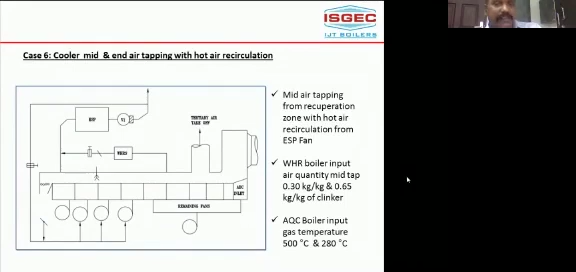 ISGEC
IJT BOILERS
Case 6: Cooler mid & end air tapping with hot air recirculation
ESP
TERTIARY AIR
TAKE OFF
WHRS
ABC
INLET
REMAINING FANS
✓ Mid air tapping
from recuperation
zone with hot air
recirculation from
ESP Fan
✓ WHR boiler input
air quantity mid tap
0.30 kg/kg & 0.65
kg/kg of clinker
✓ AQC Boiler input
gas temperature
500 °C & 280 °C